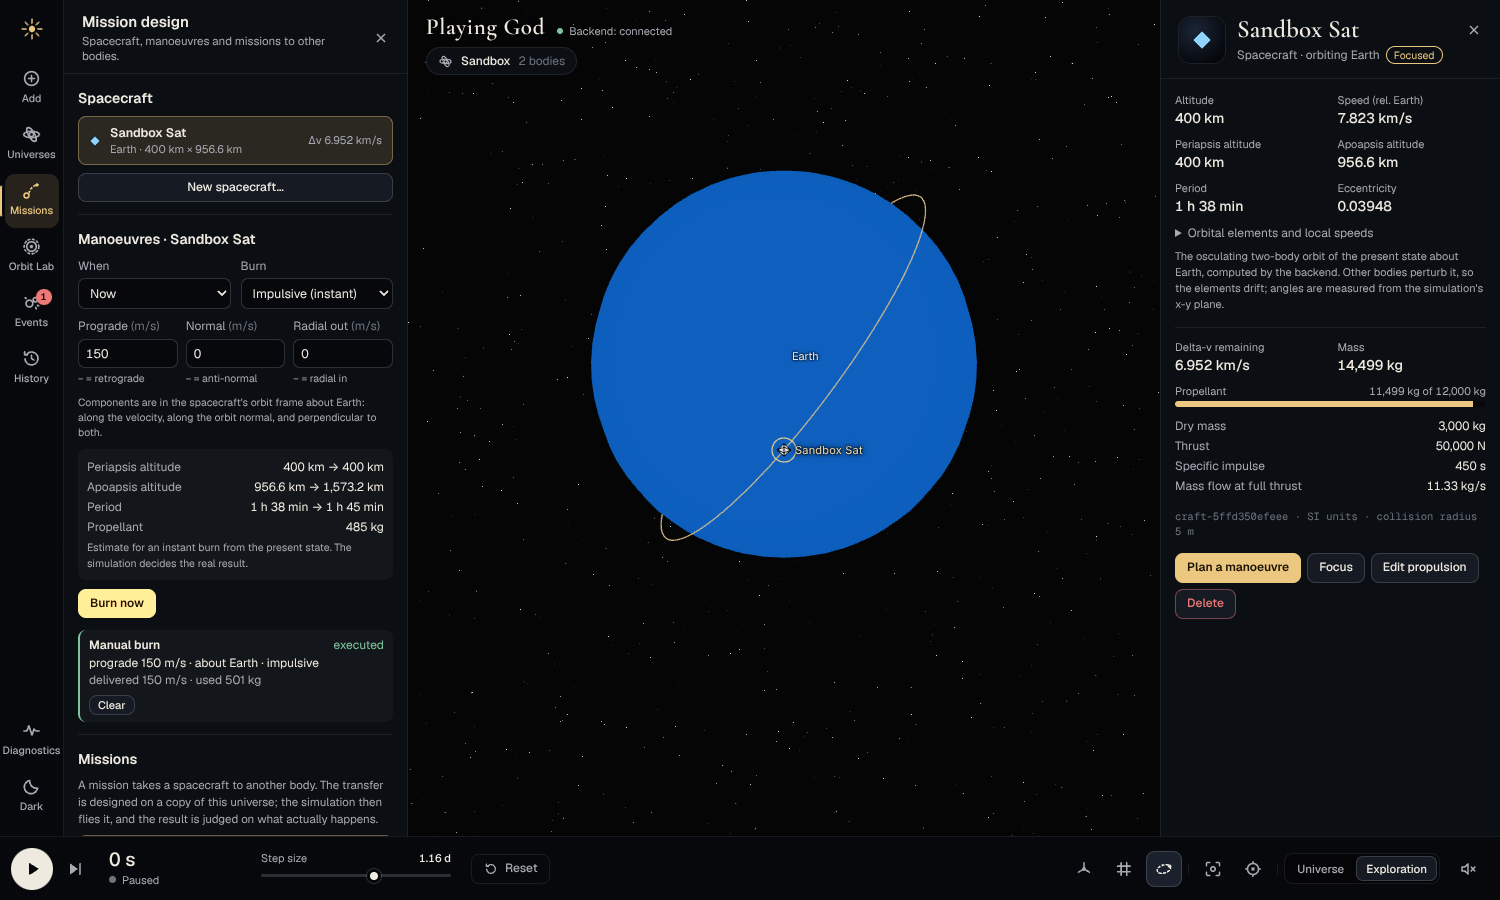 Add
Universes
Missions
Orbit Lab
1
Events
History
Diagnostics
Dark
Mission design
Spacecraft, manoeuvres and missions to other
bodies.
Spacecraft
Sandbox Sat
Earth · 400 km × 956.6 km
Δv 6.952 km/s
New spacecraft…
Manoeuvres · Sandbox Sat
When
Burn
Now
Impulsive (instant)
Prograde (m/s)
Normal (m/s)
Radial out (m/s)
150
0
0
− = retrograde
− = anti-normal
− = radial in
Components are in the spacecraft's orbit frame about Earth:
along the velocity, along the orbit normal, and perpendicular to
both.
Periapsis altitude
400 km → 400 km
Apoapsis altitude
956.6 km → 1,573.2 km
Period
1 h 38 min → 1 h 45 min
Propellant
485 kg
Estimate for an instant burn from the present state. The
simulation decides the real result.
Burn now
Manual burn
executed
prograde 150 m/s · about Earth · impulsive
delivered 150 m/s · used 501 kg
Clear
Missions
A mission takes a spacecraft to another body. The transfer
is designed on a copy of this universe; the simulation then
flies it, and the result is judged on what actually happens.
Playing God
Backend: connected
Sandbox 2 bodies
Earth
Sandbox Sat
Sandbox Sat
Spacecraft · orbiting Earth
Focused
Altitude
Speed (rel. Earth)
400 km
7.823 km/s
Periapsis altitude
Apoapsis altitude
400 km
956.6 km
Period
Eccentricity
1 h 38 min
0.03948
Orbital elements and local speeds
The osculating two-body orbit of the present state about
Earth, computed by the backend. Other bodies perturb it, so
the elements drift; angles are measured from the simulation's
x-y plane.
Delta-v remaining
Mass
6.952 km/s
14,499 kg
Propellant
11,499 kg of 12,000 kg
Dry mass
3,000 kg
Thrust
50,000 N
Specific impulse
450 s
Mass flow at full thrust
11.33 kg/s
craft-5ffd350efeee · SI units · collision radius
5 m
Plan a manoeuvre
Focus
Edit propulsion
Delete
0 s
Paused
Step size
1.16 d
Reset
Universe
Exploration